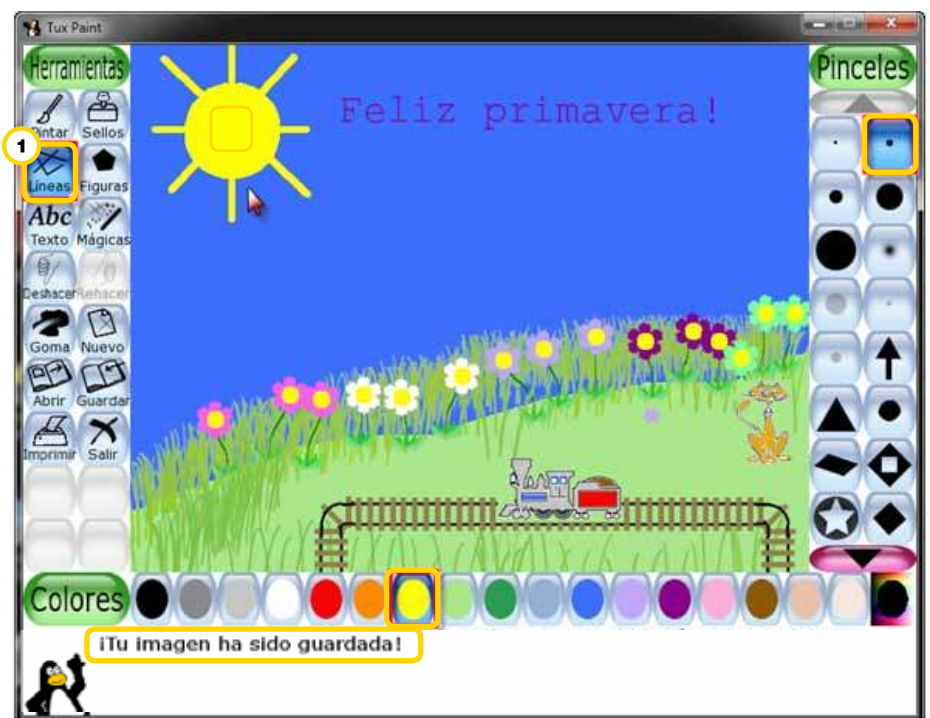 Tux Paint
Herramientas
Pinceles
Feliz primavera!
Pintar Sellos
1
Líneas Figuras
Abc
Texto Mágicas
Deshacer Rehacer
Goma Nuevo
Abrir Guardar
Imprimir Salir
Colores
¡Tu imagen ha sido guardada!